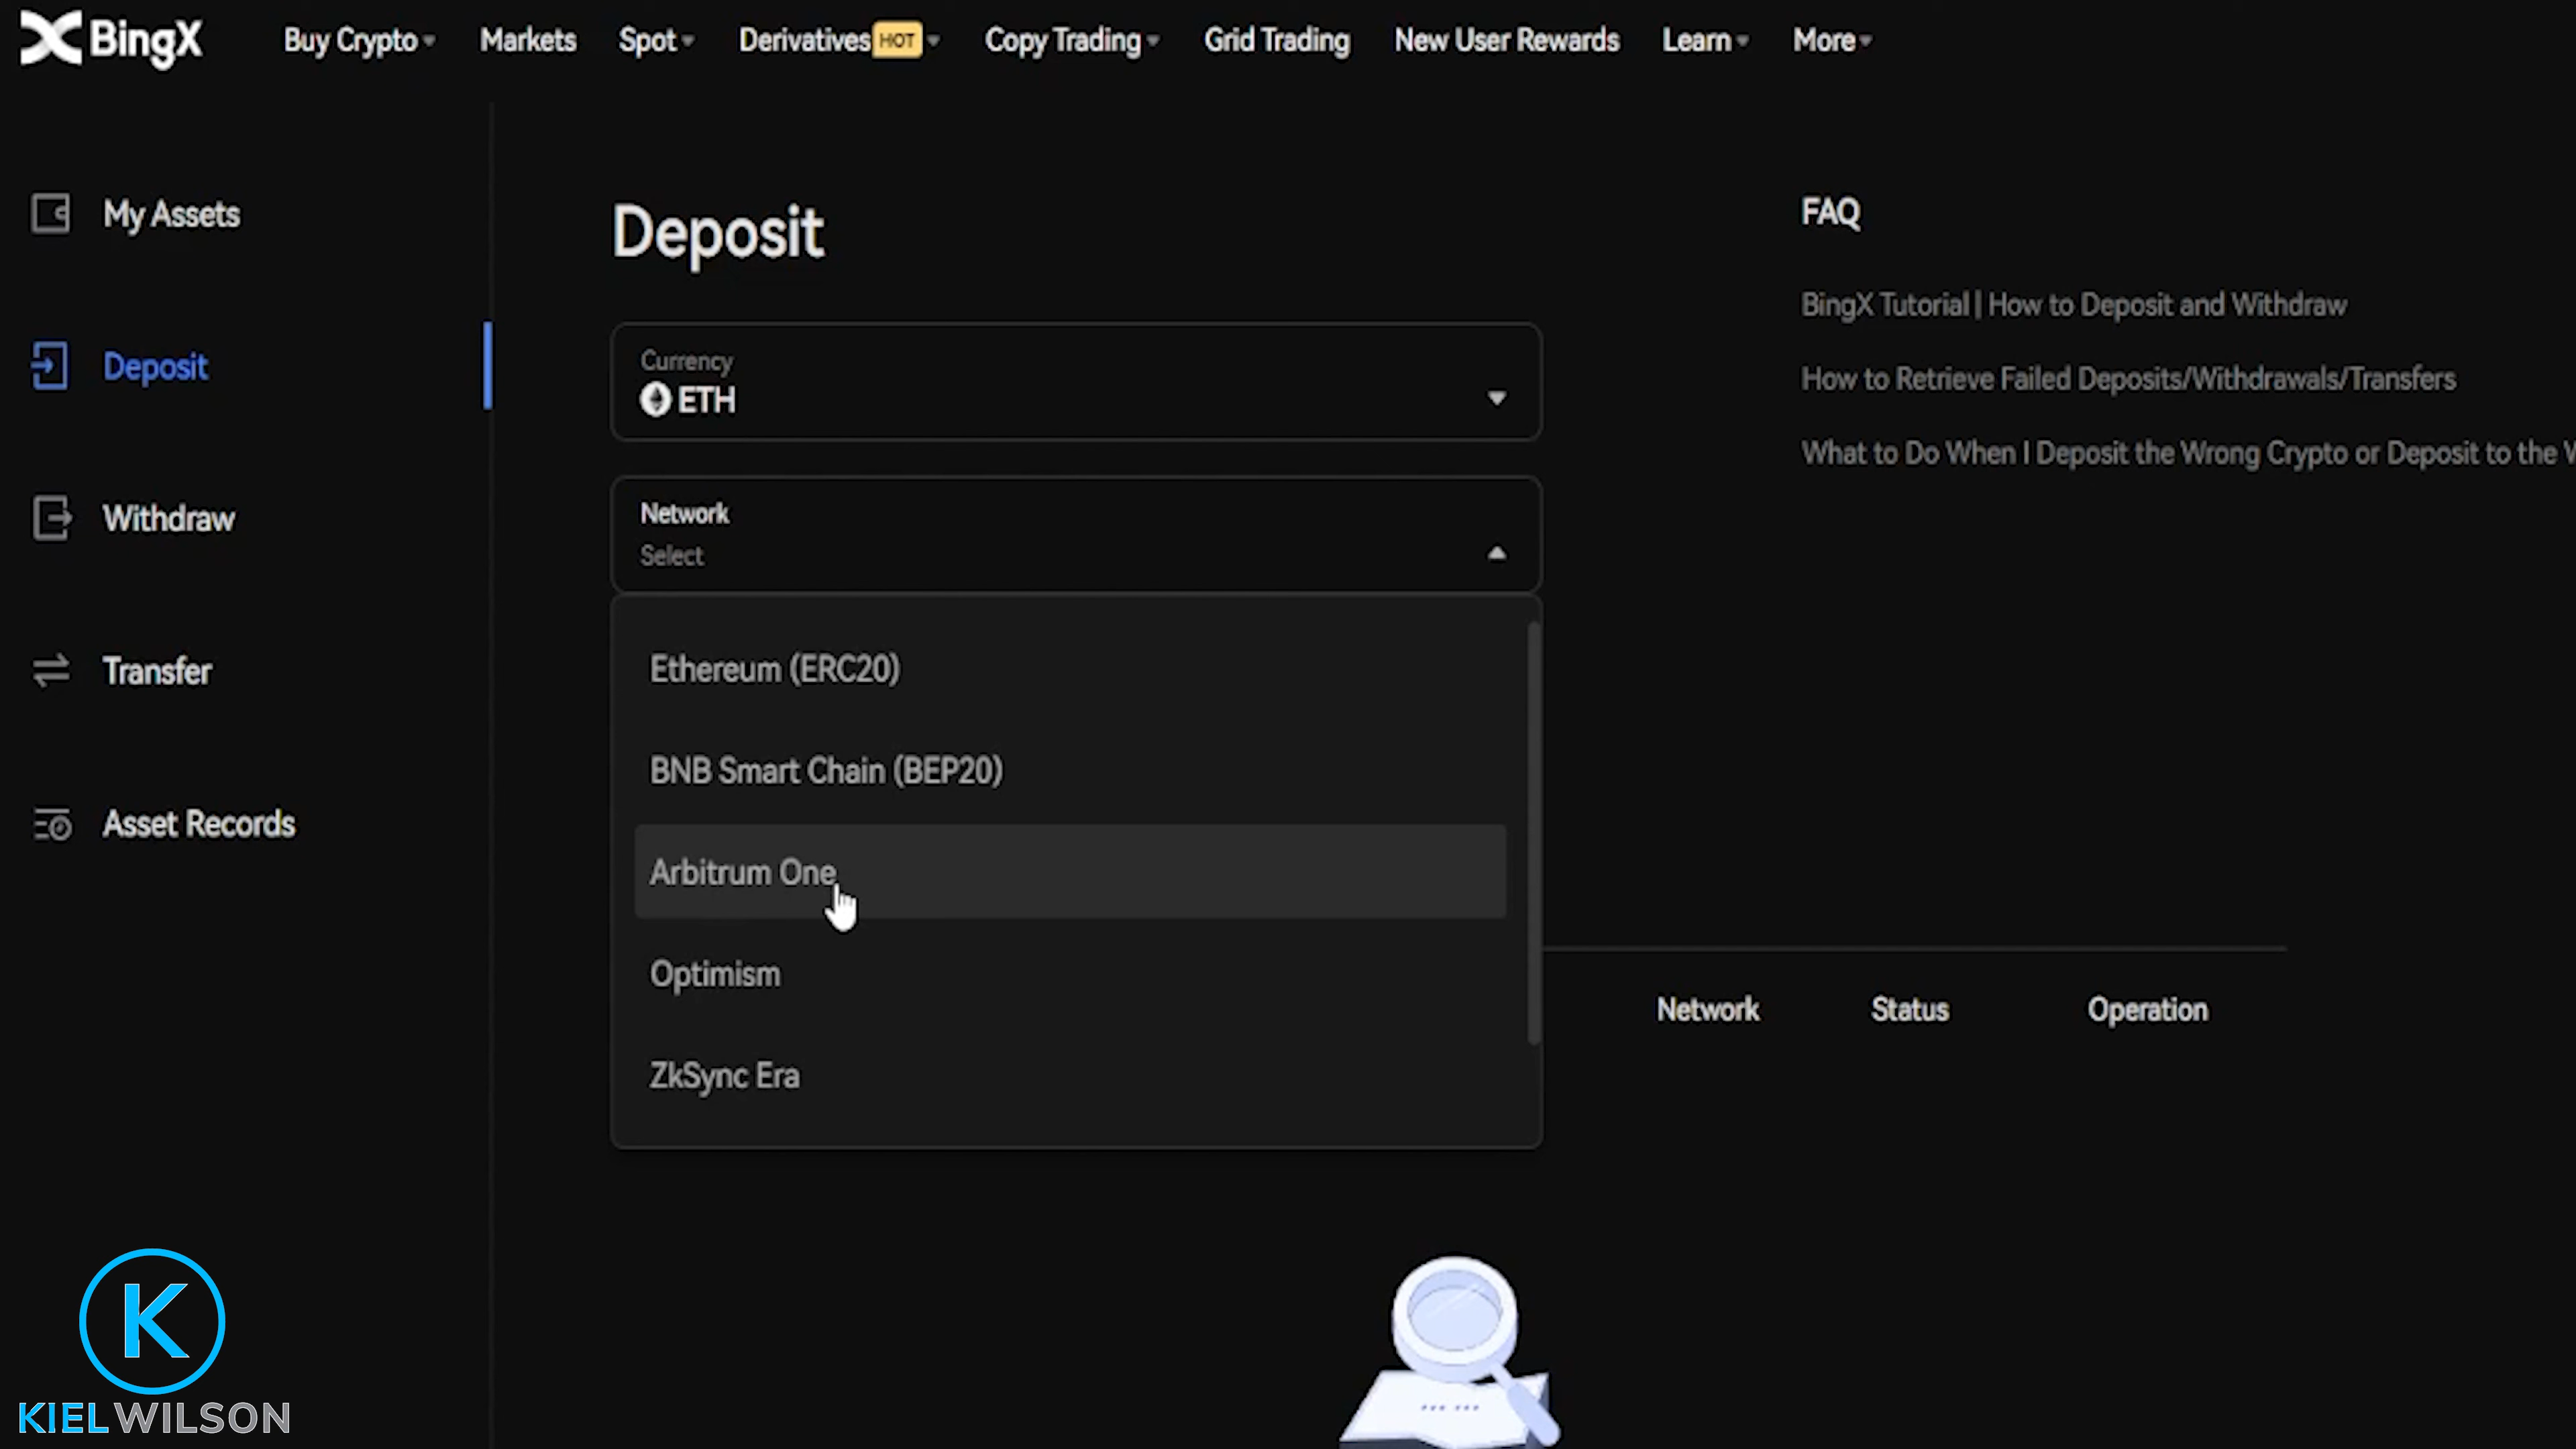 BingX
Buy Crypto
Markets
Spot
Derivatives HOT
Copy Trading
Grid Trading
New User Rewards
Learn
More
My Assets
Deposit
Withdraw
Transfer
Asset Records
Deposit
Currency
ETH
Network
Select
Ethereum (ERC20)
BNB Smart Chain (BEP20)
Arbitrum One
Optimism
ZkSync Era
FAQ
BingX Tutorial | How to Deposit and Withdraw
How to Retrieve Failed Deposits/Withdrawals/Transfers
What to Do When I Deposit the Wrong Crypto or Deposit to the
Network
Status
Operation
K
KIELWILSON